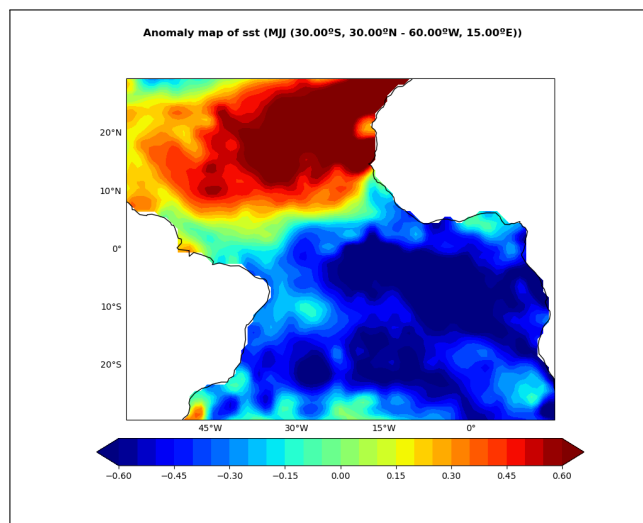 Anomaly map of sst (MJJ (30.00ºS, 30.00ºN - 60.00ºW, 15.00ºE))
20°N
10°N
0°
10°S
20°S
45°W 30°W 15°W 0°
−0.60 −0.45 −0.30 −0.15 0.00 0.15 0.30 0.45 0.60